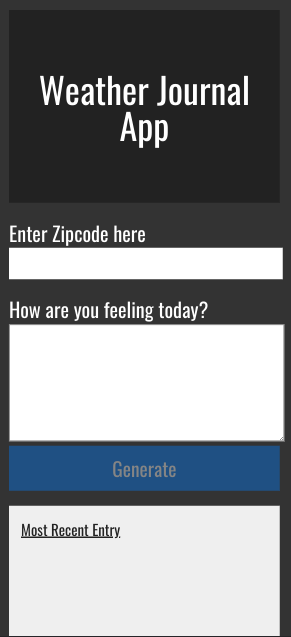 Weather Journal
App
Enter Zipcode here
How are you feeling today?
Generate
Most Recent Entry